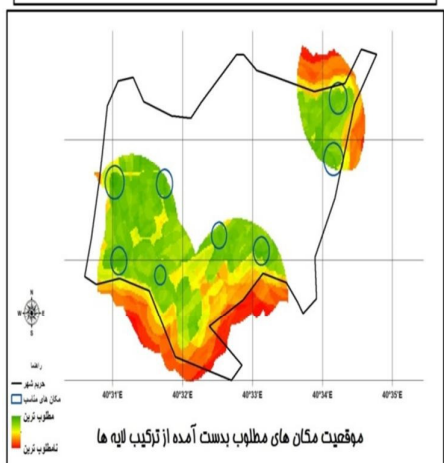 N
W E
S
راهنما
حریم شهر
مکان های مناسب
مطلوب ترین
نامطلوب ترین
40°31'E 40°32'E 40°33'E 40°34'E 40°35'E
موقعیت مکان های مطلوب بدست آمده از ترکیب لایه ها